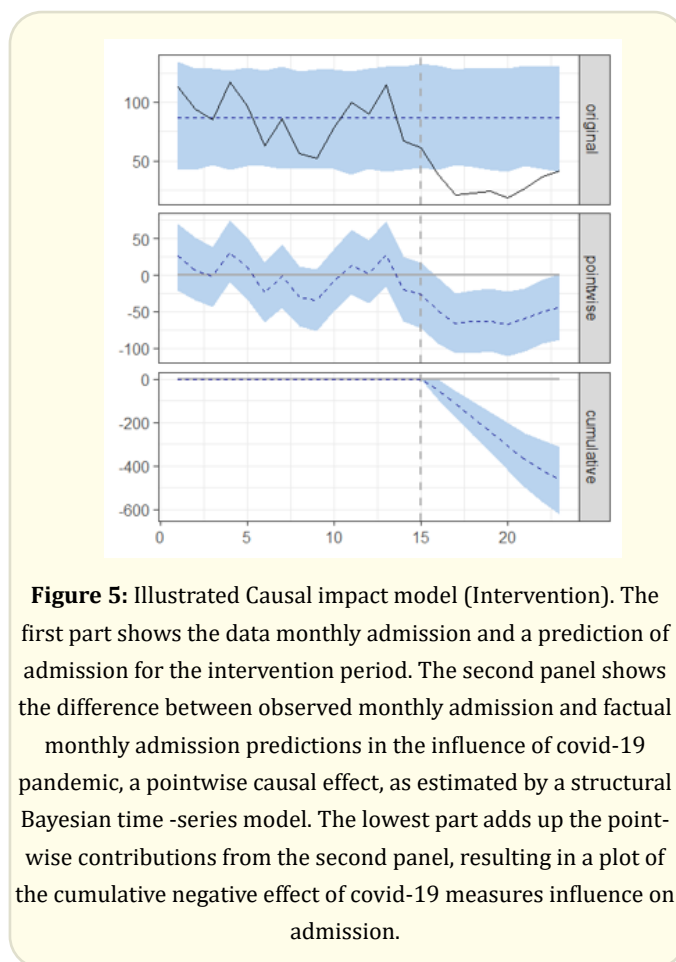 100
50
original
50
0
-50
-100
pointwise
0
-200
-400
-600
cumulative
0 5 10 15 20
Figure 5: Illustrated Causal impact model (Intervention). The
first part shows the data monthly admission and a prediction of
admission for the intervention period. The second panel shows
the difference between observed monthly admission and factual
monthly admission predictions in the influence of covid-19
pandemic, a pointwise causal effect, as estimated by a structural
Bayesian time -series model. The lowest part adds up the point-
wise contributions from the second panel, resulting in a plot of
the cumulative negative effect of covid-19 measures influence on
admission.